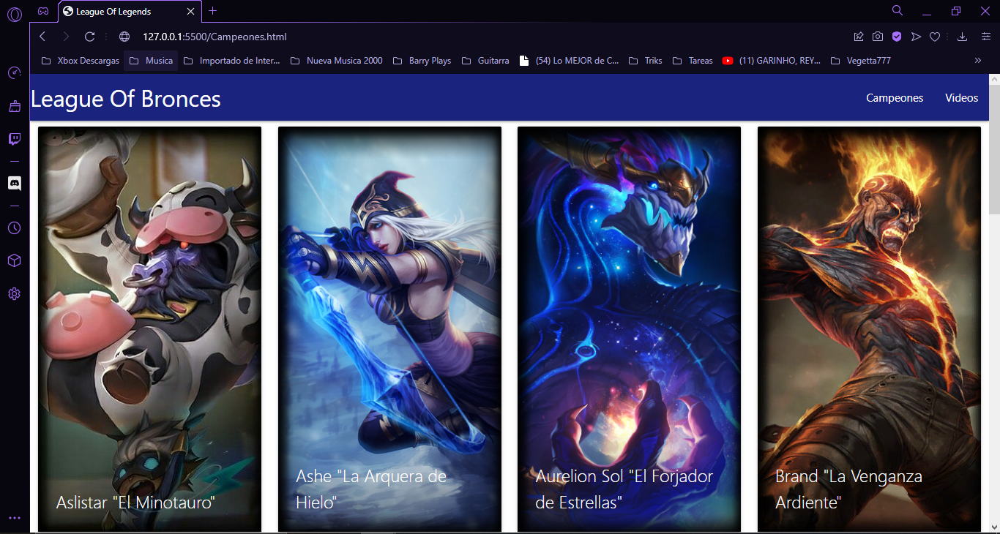 League Of Legends
127.0.0.1:5500/Campeones.html
Xbox Descargas
Musica
Importado de Inter...
Nueva Musica 2000
Barry Plays
Guitarra
(54) Lo MEJOR de C...
Triks
Tareas
(11) GARINHO, REY...
Vegetta777
League Of Bronces
Campeones
Videos
Aslistar "El Minotauro"
Ashe "La Arquera de
Hielo"
Aurelion Sol "El Forjador
de Estrellas"
Brand "La Venganza
Ardiente"